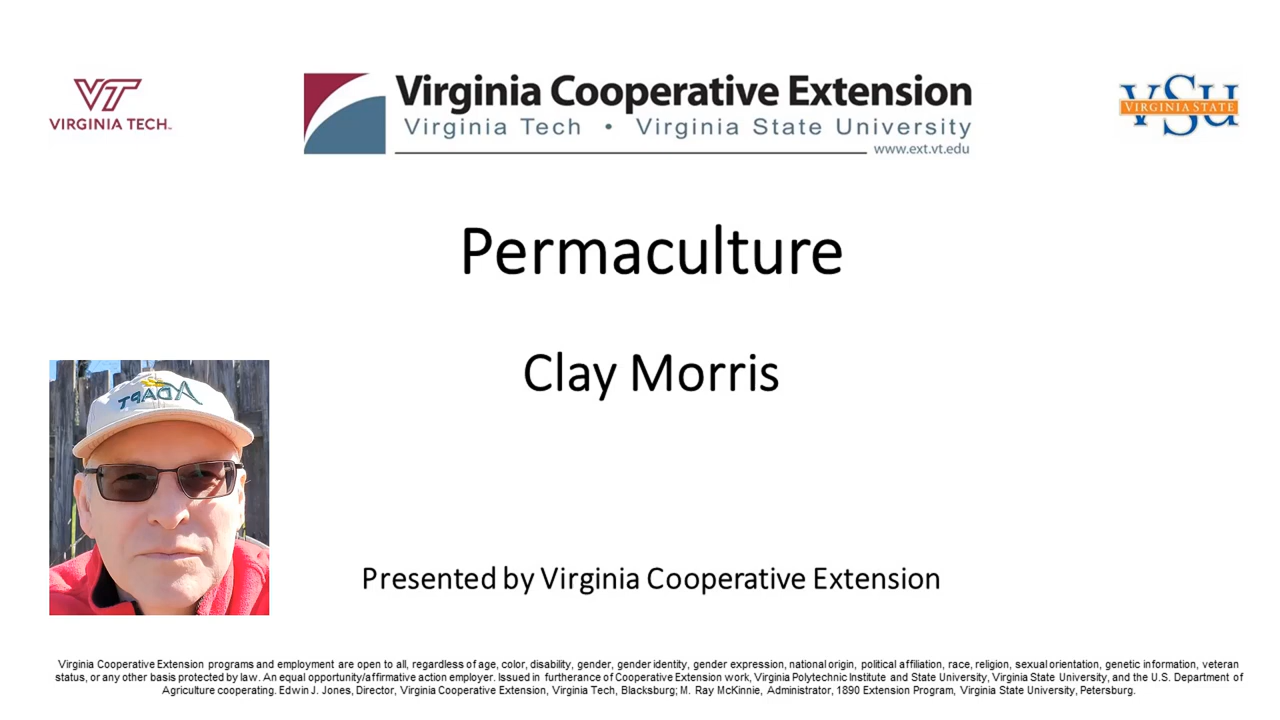 VT
VIRGINIA TECH™
Virginia Cooperative Extension
Virginia Tech • Virginia State University
www.ext.vt.edu
VSU
VIRGINIA STATE
Permaculture
Clay Morris
ADAPT
Presented by Virginia Cooperative Extension
Virginia Cooperative Extension programs and employment are open to all, regardless of age, color, disability, gender, gender identity, gender expression, national origin, political affiliation, race, religion, sexual orientation, genetic information, veteran
status, or any other basis protected by law. An equal opportunity/affirmative action employer. Issued in furtherance of Cooperative Extension work, Virginia Polytechnic Institute and State University, Virginia State University, and the U.S. Department of
Agriculture cooperating. Edwin J. Jones, Director, Virginia Cooperative Extension, Virginia Tech, Blacksburg; M. Ray McKinnie, Administrator, 1890 Extension Program, Virginia State University, Petersburg.